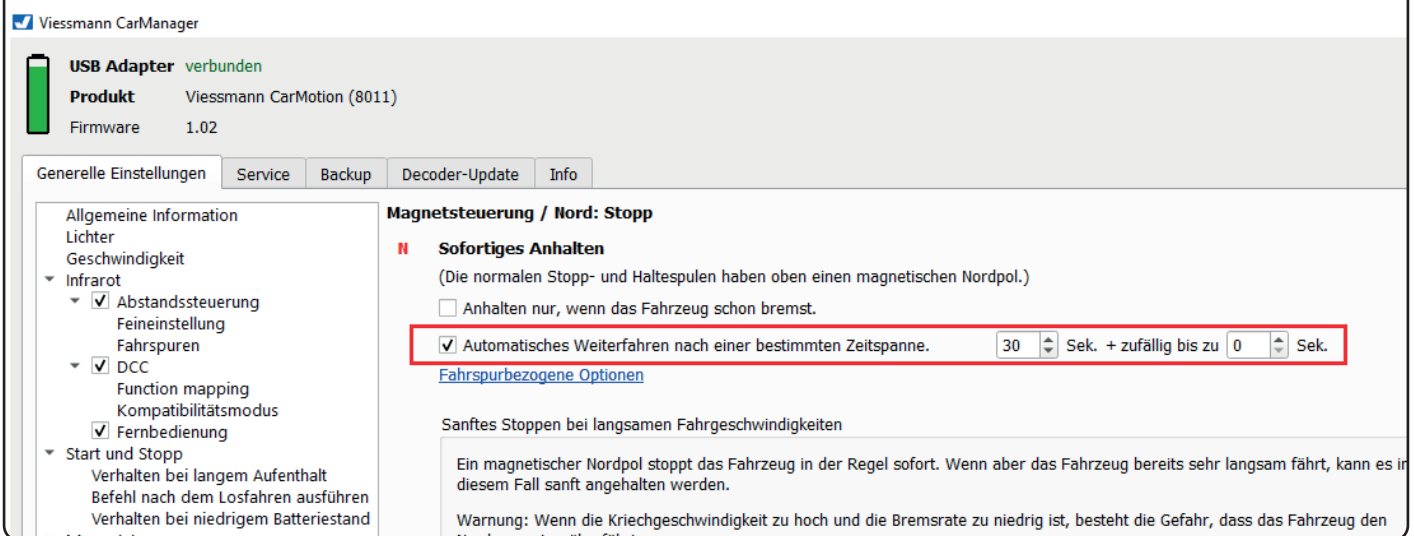 Viessmann CarManager
USB Adapter verbunden
Produkt Viessmann CarMotion (8011)
Firmware 1.02
Generelle Einstellungen Service Backup Decoder-Update Info
Allgemeine Information
Lichter
Geschwindigkeit
Infrarot
Abstandssteuerung
Feineinstellung
Fahrspuren
DCC
Function mapping
Kompatibilitätsmodus
Fernbedienung
Start und Stopp
Verhalten bei langem Aufenthalt
Befehl nach dem Losfahren ausführen
Verhalten bei niedrigem Batteriestand
Magnetsteuerung / Nord: Stopp
N Sofortiges Anhalten
(Die normalen Stopp- und Haltespulen haben oben einen magnetischen Nordpol.)
Anhalten nur, wenn das Fahrzeug schon bremst.
Automatisches Weiterfahren nach einer bestimmten Zeitspanne. 30 Sek. + zufällig bis zu 0 Sek.
Fahrspurbezogene Optionen
Sanftes Stoppen bei langsamen Fahrgeschwindigkeiten
Ein magnetischer Nordpol stoppt das Fahrzeug in der Regel sofort. Wenn aber das Fahrzeug bereits sehr langsam fährt, kann es in
diesem Fall sanft angehalten werden.
Warnung: Wenn die Kriechgeschwindigkeit zu hoch und die Bremsrate zu niedrig ist, besteht die Gefahr, dass das Fahrzeug den